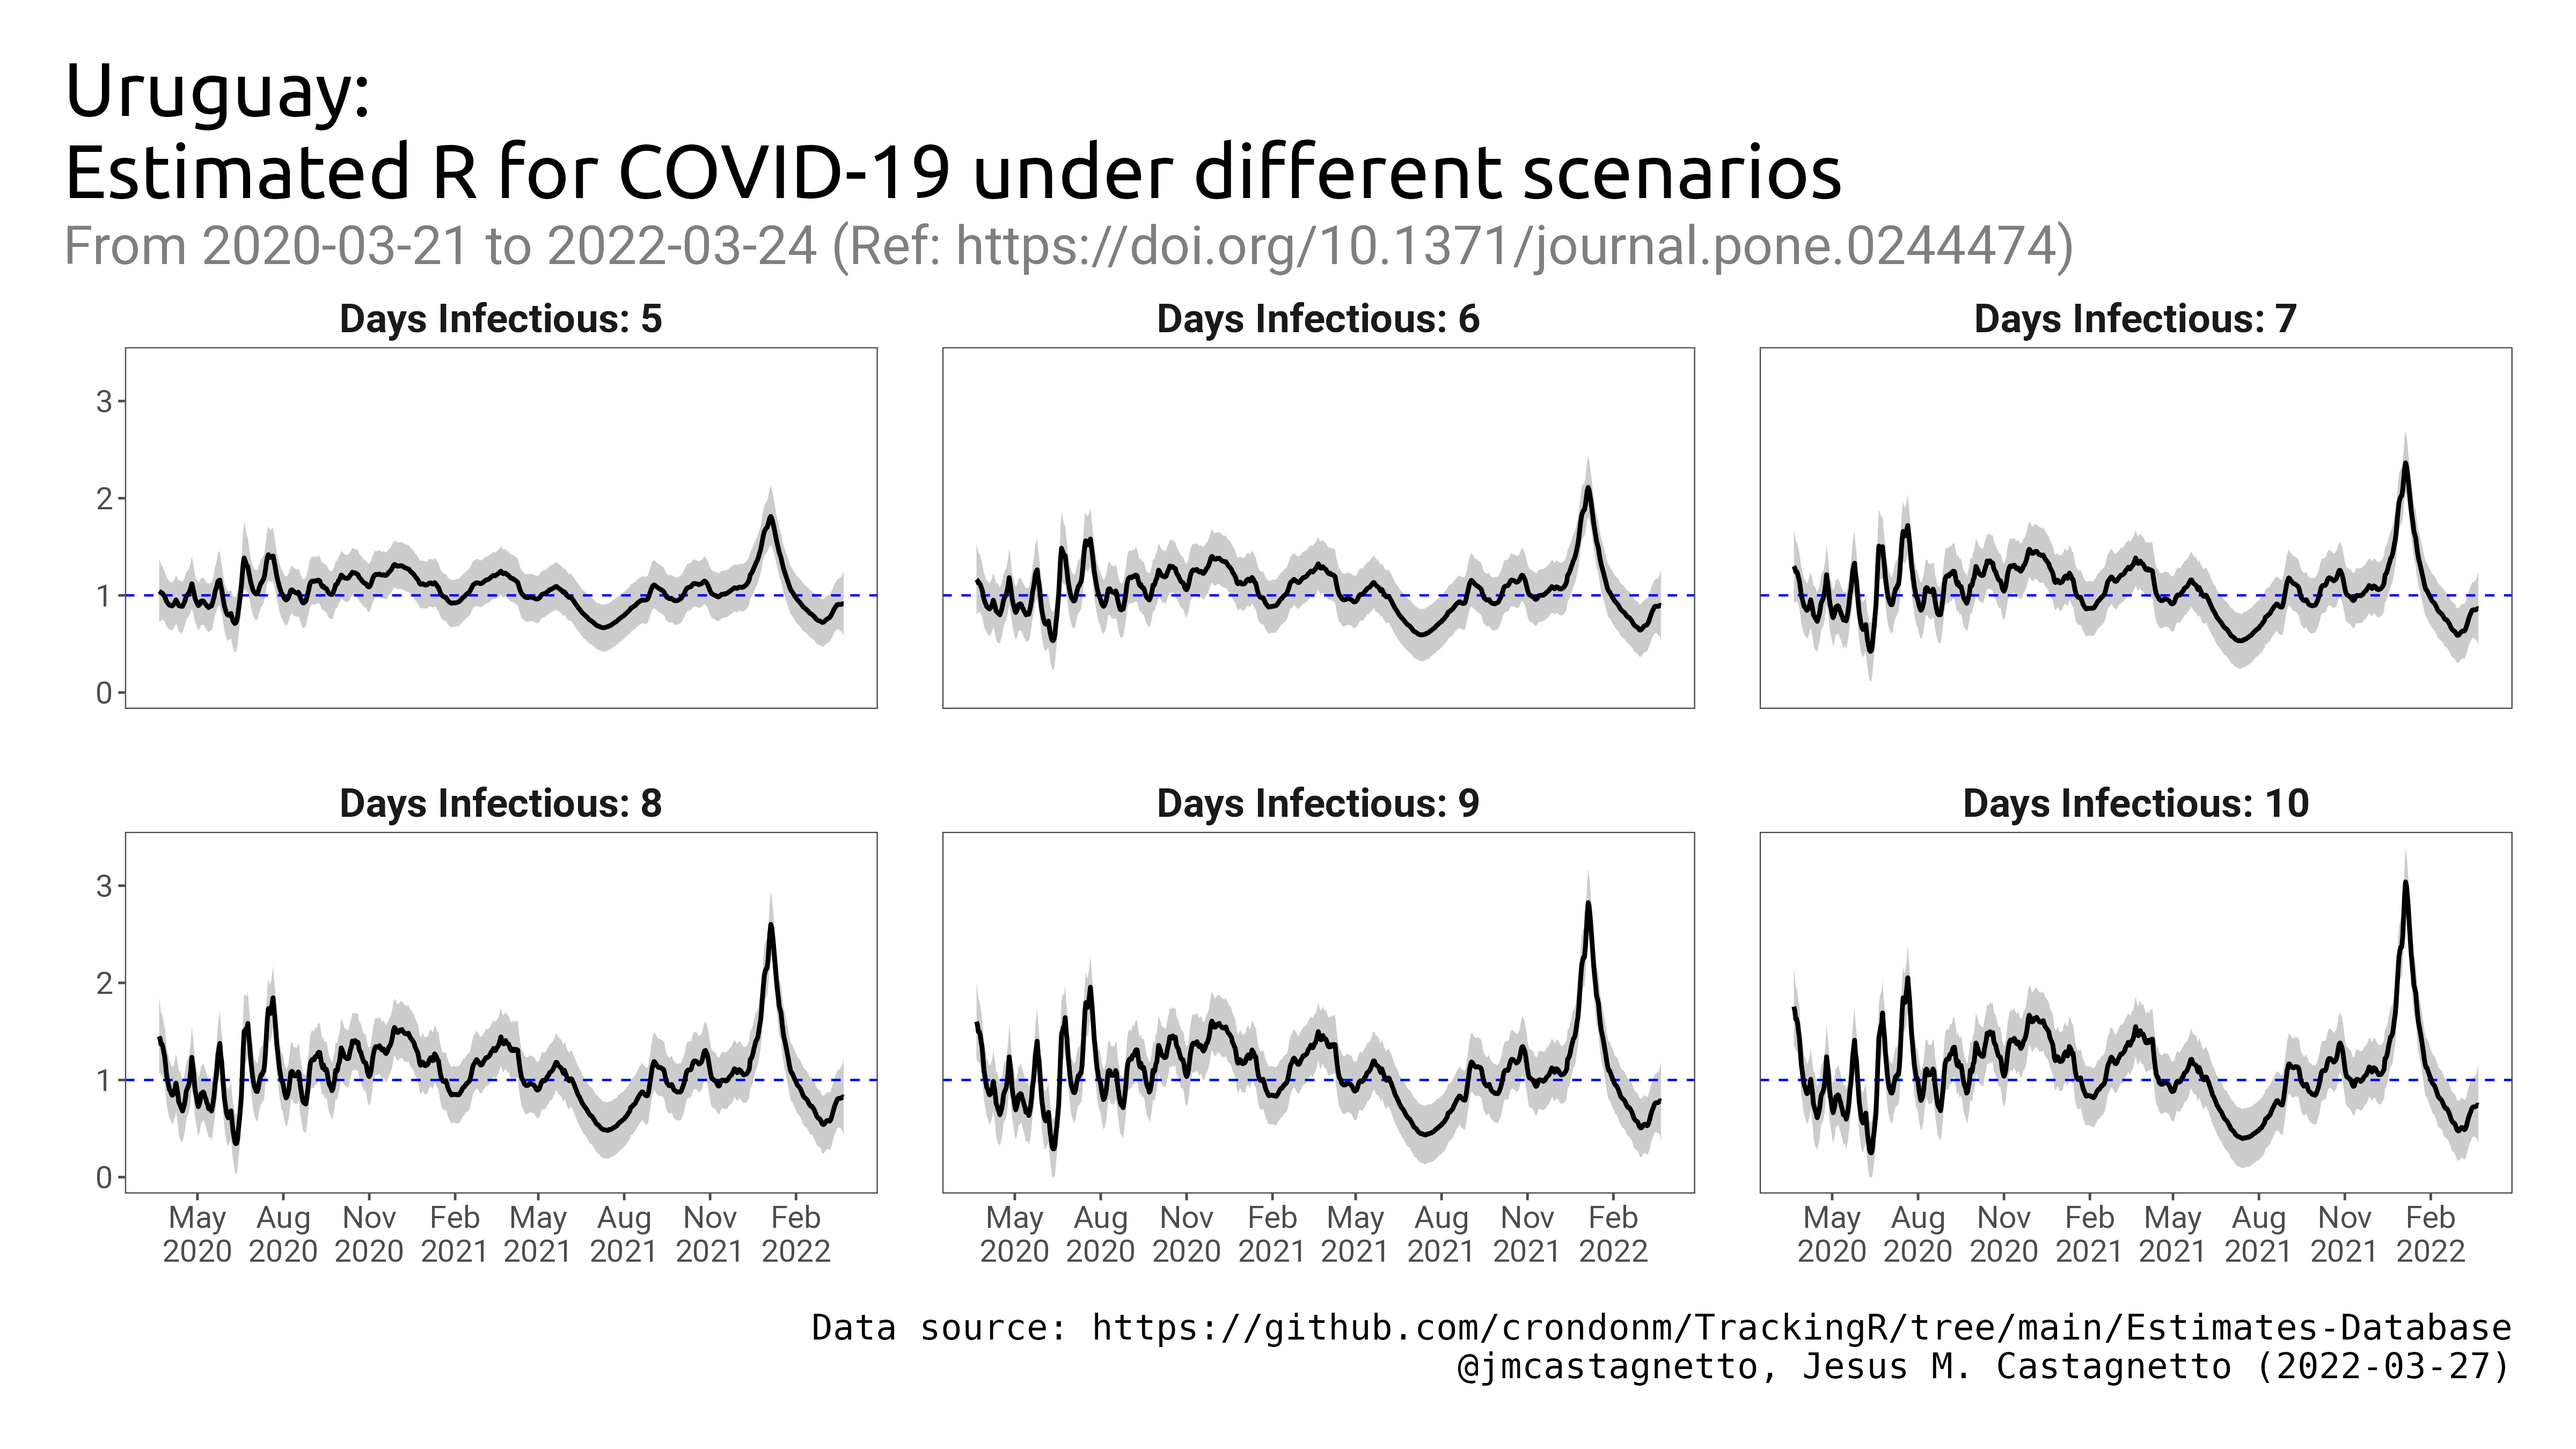 Uruguay:
Estimated R for COVID-19 under different scenarios
From 2020-03-21 to 2022-03-24 (Ref: https://doi.org/10.1371/journal.pone.0244474)
Days Infectious: 5
Days Infectious: 6
Days Infectious: 7
3
2
1
0
Days Infectious: 8
Days Infectious: 9
Days Infectious: 10
3
2
1
0
May Aug Nov Feb May Aug Nov Feb
2020 2020 2020 2021 2021 2021 2021 2022
May Aug Nov Feb May Aug Nov Feb
2020 2020 2020 2021 2021 2021 2021 2022
May Aug Nov Feb May Aug Nov Feb
2020 2020 2020 2021 2021 2021 2021 2022
Data source: https://github.com/crondonm/TrackingR/tree/main/Estimates-Database
@jmcastagnetto, Jesus M. Castagnetto (2022-03-27)